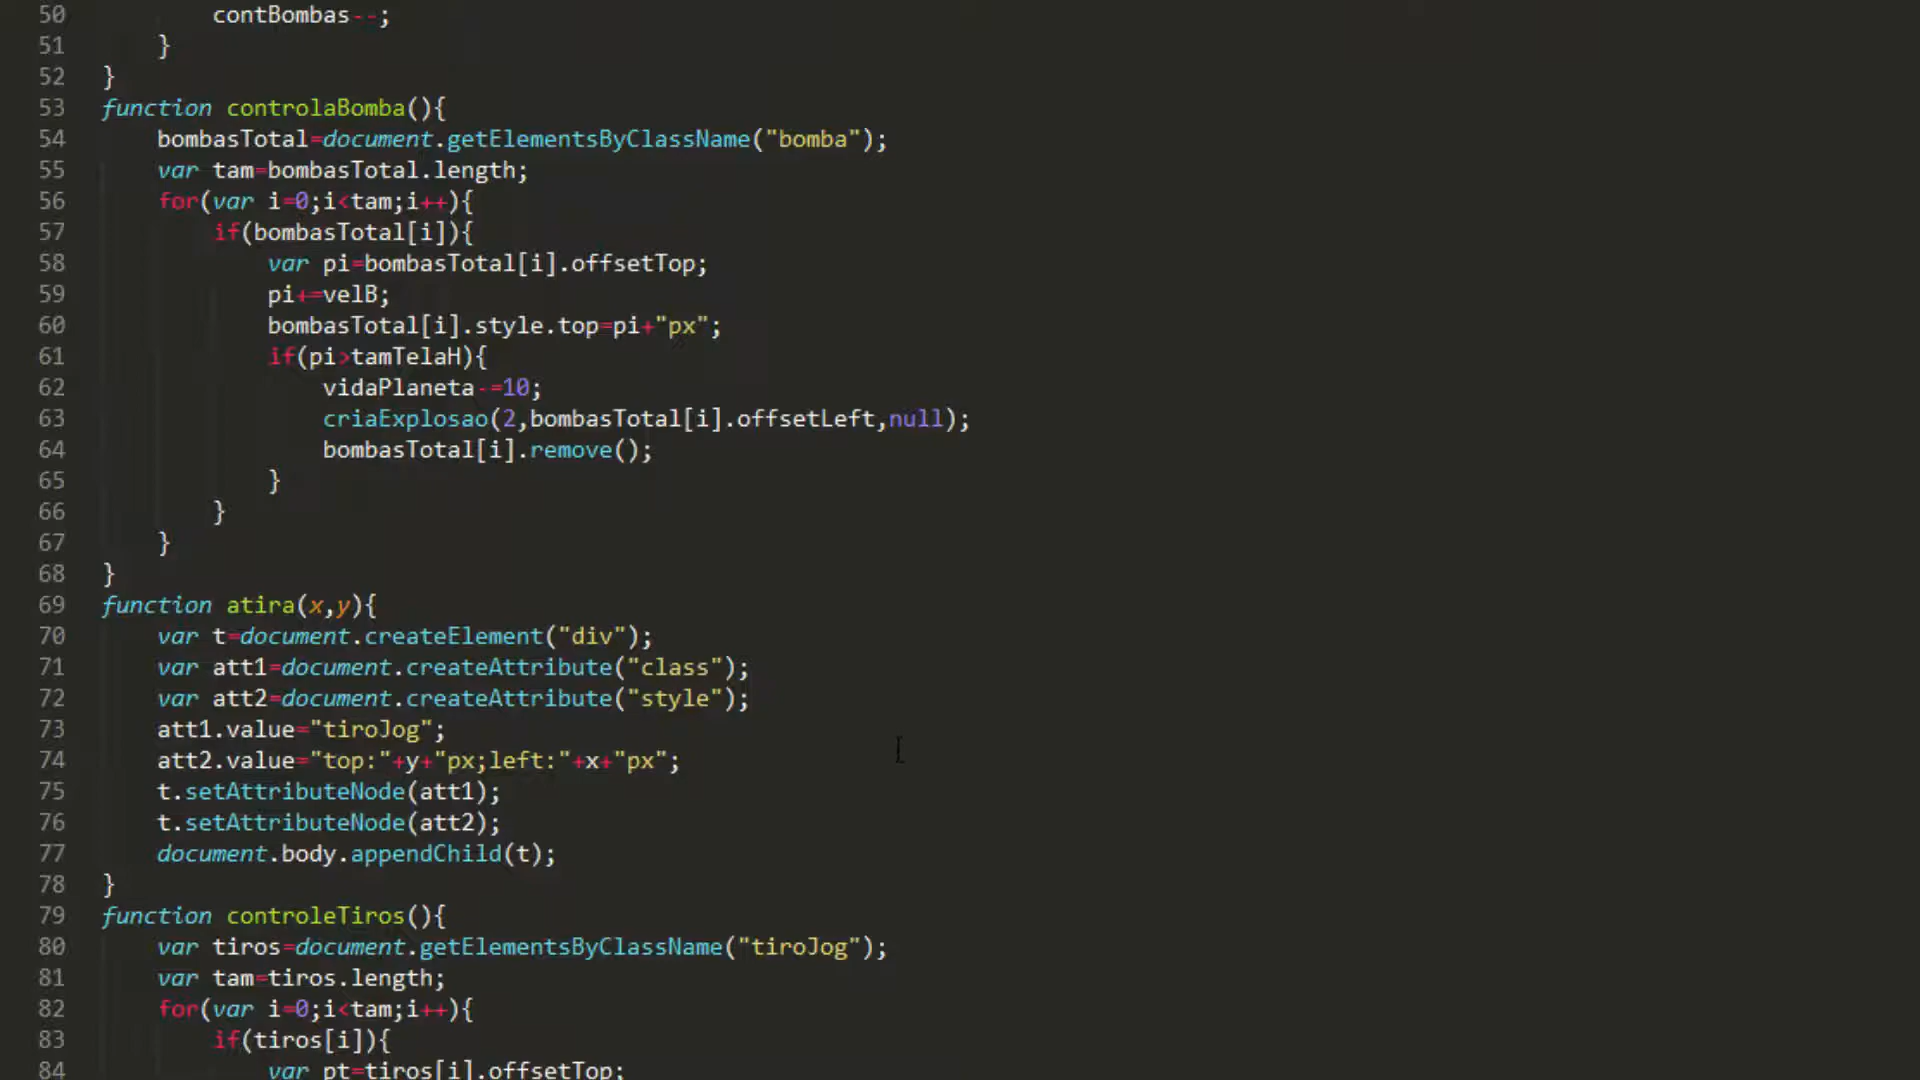 50 contBombas--;
51 }
52 }
53 function controlaBomba(){
54 bombasTotal=document.getElementsByClassName("bomba");
55 var tam=bombasTotal.length;
56 for(var i=0;i<tam;i++){
57 if(bombasTotal[i]){
58 var pi=bombasTotal[i].offsetTop;
59 pi+=velB;
60 bombasTotal[i].style.top=pi+"px";
61 if(pi>tamTelaH){
62 vidaPlaneta-=10;
63 criaExplosao(2,bombasTotal[i].offsetLeft,null);
64 bombasTotal[i].remove();
65 }
66 }
67 }
68 }
69 function atira(x,y){
70 var t=document.createElement("div");
71 var att1=document.createAttribute("class");
72 var att2=document.createAttribute("style");
73 att1.value="tiroJog";
74 att2.value="top:"+y+"px;left:"+x+"px";
75 t.setAttributeNode(att1);
76 t.setAttributeNode(att2);
77 document.body.appendChild(t);
78 }
79 function controleTiros(){
80 var tiros=document.getElementsByClassName("tiroJog");
81 var tam=tiros.length;
82 for(var i=0;i<tam;i++){
83 if(tiros[i]){
84 var pt=tiros[i].offsetTop;